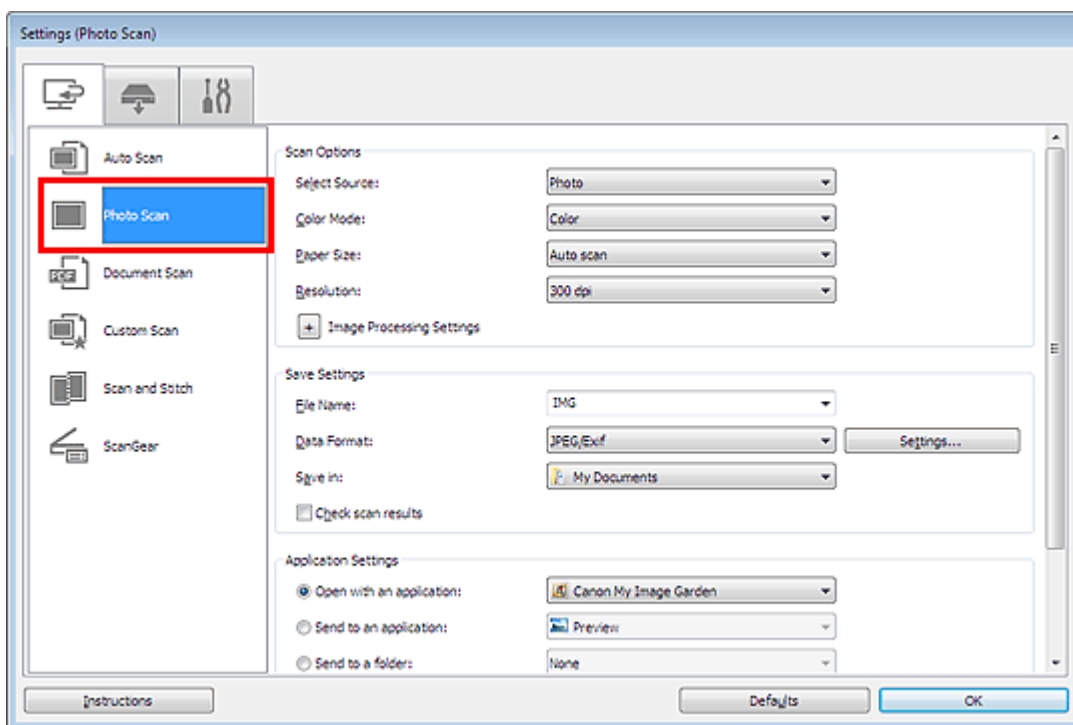 Settings (Photo Scan)
Auto Scan
Photo Scan
PDF
Document Scan
Custom Scan
Scan and Stitch
ScanGear
Scan Options
Select Source: Photo
Color Mode: Color
Paper Size: Auto scan
Resolution: 300 dpi
+ Image Processing Settings
Save Settings
File Name: IMG
Data Format: JPEG/Exif Settings...
Save in: My Documents
Check scan results
Application Settings
Open with an application: Canon My Image Garden
Send to an application: Preview
Send to a folder: None
Instructions Defaults OK